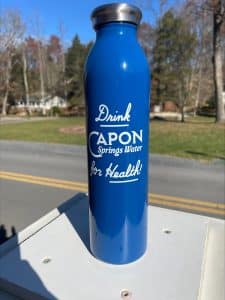 Drink
CAPON
Springs Water
for Health!